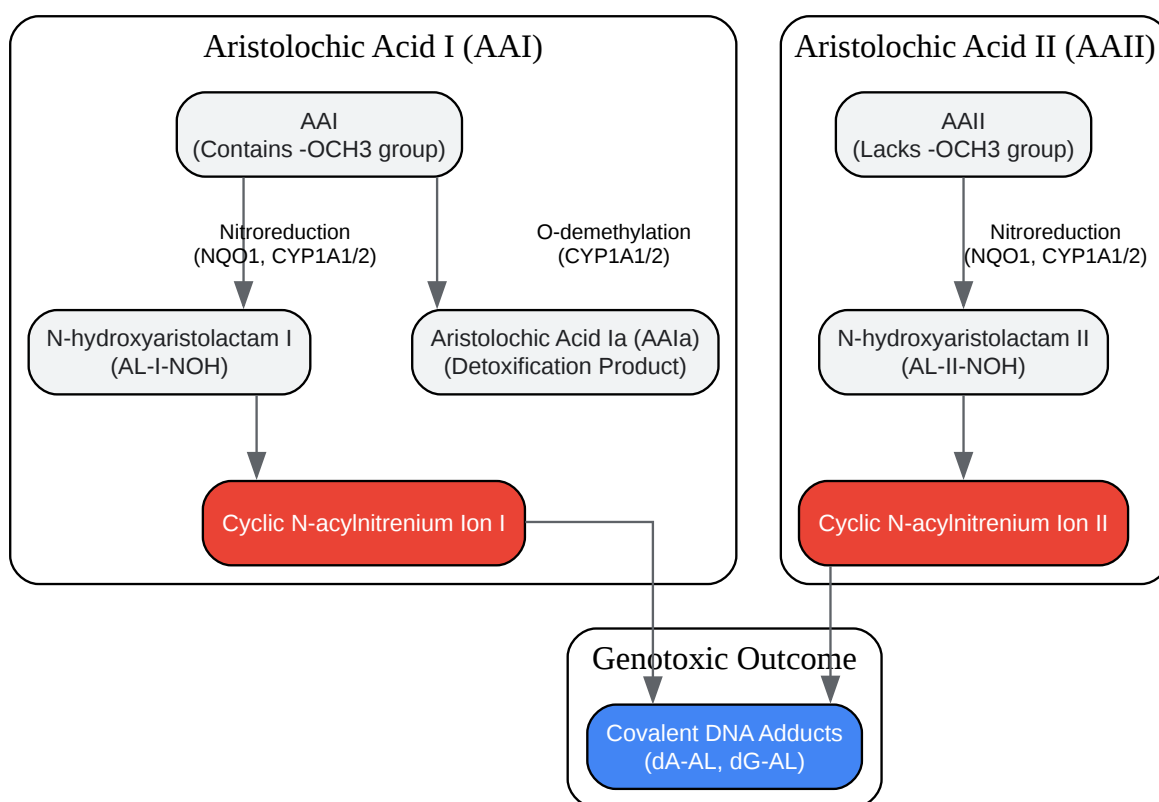 Aristolochic Acid I (AAI)
AAI
(Contains -OCH3 group)
Nitroreduction
(NQO1, CYP1A1/2)
O-demethylation
(CYP1A1/2)
N-hydroxyaristolactam I
(AL-I-NOH)
Aristolochic Acid Ia (AAIa)
(Detoxification Product)
Cyclic N-acylnitrenium Ion I
Aristolochic Acid II (AAII)
AAII
(Lacks -OCH3 group)
Nitroreduction
(NQO1, CYP1A1/2)
N-hydroxyaristolactam II
(AL-II-NOH)
Cyclic N-acylnitrenium Ion II
Genotoxic Outcome
Covalent DNA Adducts
(dA-AL, dG-AL)